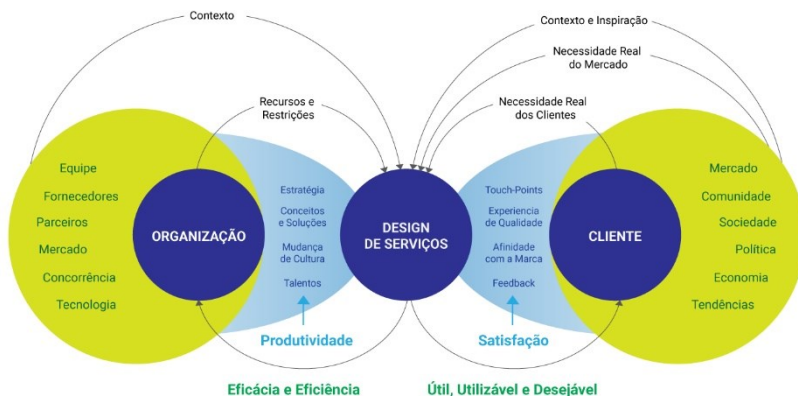 Contexto
Contexto e Inspiração
Necessidade Real
do Mercado
Recursos e
Restrições
Necessidade Real
dos Clientes
Equipe
Fornecedores
Parceiros
Mercado
Concorrência
Tecnologia
ORGANIZAÇÃO
Estratégia
Conceitos
e Soluções
Mudança
de Cultura
Talentos
Produtividade
DESIGN
DE SERVIÇOS
Touch-Points
Experiencia
de Qualidade
Afinidade
com a Marca
Feedback
Satisfação
CLIENTE
Mercado
Comunidade
Sociedade
Política
Economia
Tendências
Eficácia e Eficiência
Útil, Utilizável e Desejável